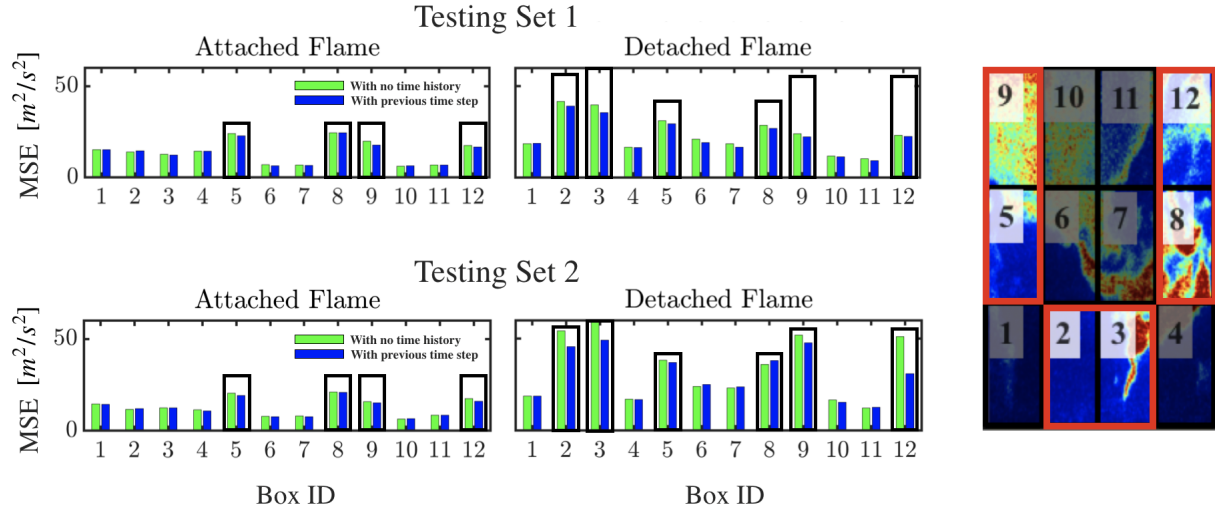 Testing Set 1
Attached Flame
Detached Flame
MSE [m²/s²]
50
0
With no time history
With previous time step
1 2 3 4 5 6 7 8 9 10 11 12
1 2 3 4 5 6 7 8 9 10 11 12
Testing Set 2
Attached Flame
Detached Flame
MSE [m²/s²]
50
0
With no time history
With previous time step
1 2 3 4 5 6 7 8 9 10 11 12
1 2 3 4 5 6 7 8 9 10 11 12
Box ID
Box ID
9 10 11 12
5 6 7 8
1 2 3 4